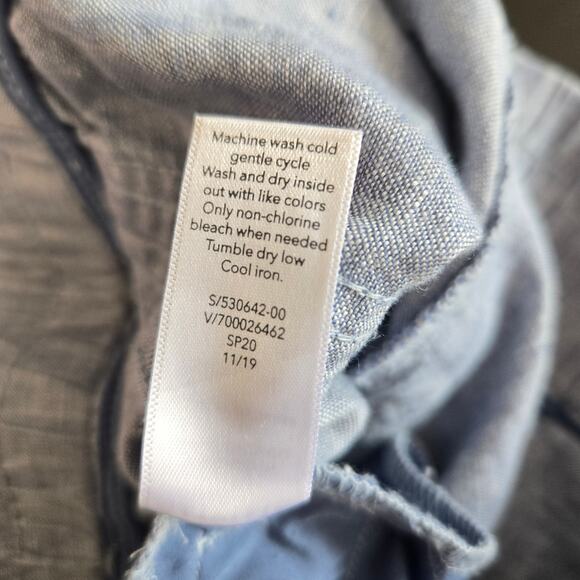 Machine wash cold
gentle cycle
Wash and dry inside
out with like colors
Only non-chlorine
bleach when needed
Tumble dry low
Cool iron.
S/530642-00
V/700026462
SP20
11/19